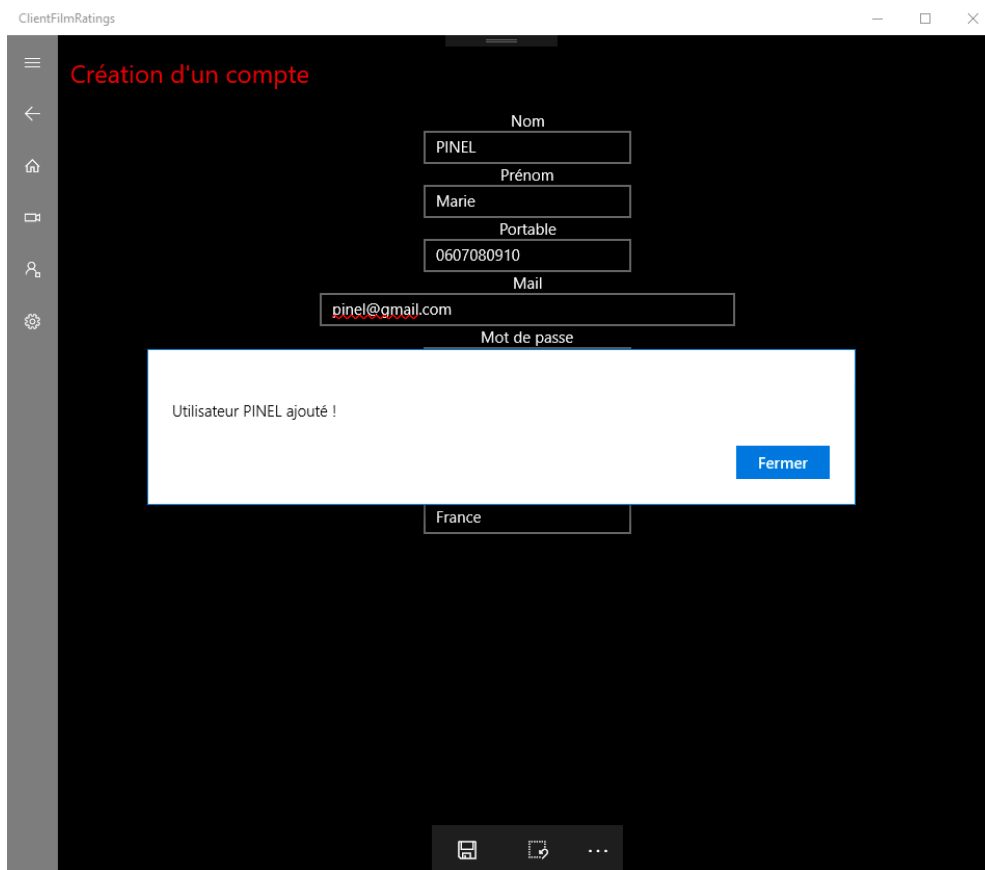 ClientFilmRatings
Création d'un compte
Nom
PINEL
Prénom
Marie
Portable
0607080910
Mail
pinel@gmail.com
Mot de passe
Utilisateur PINEL ajouté !
Fermer
France